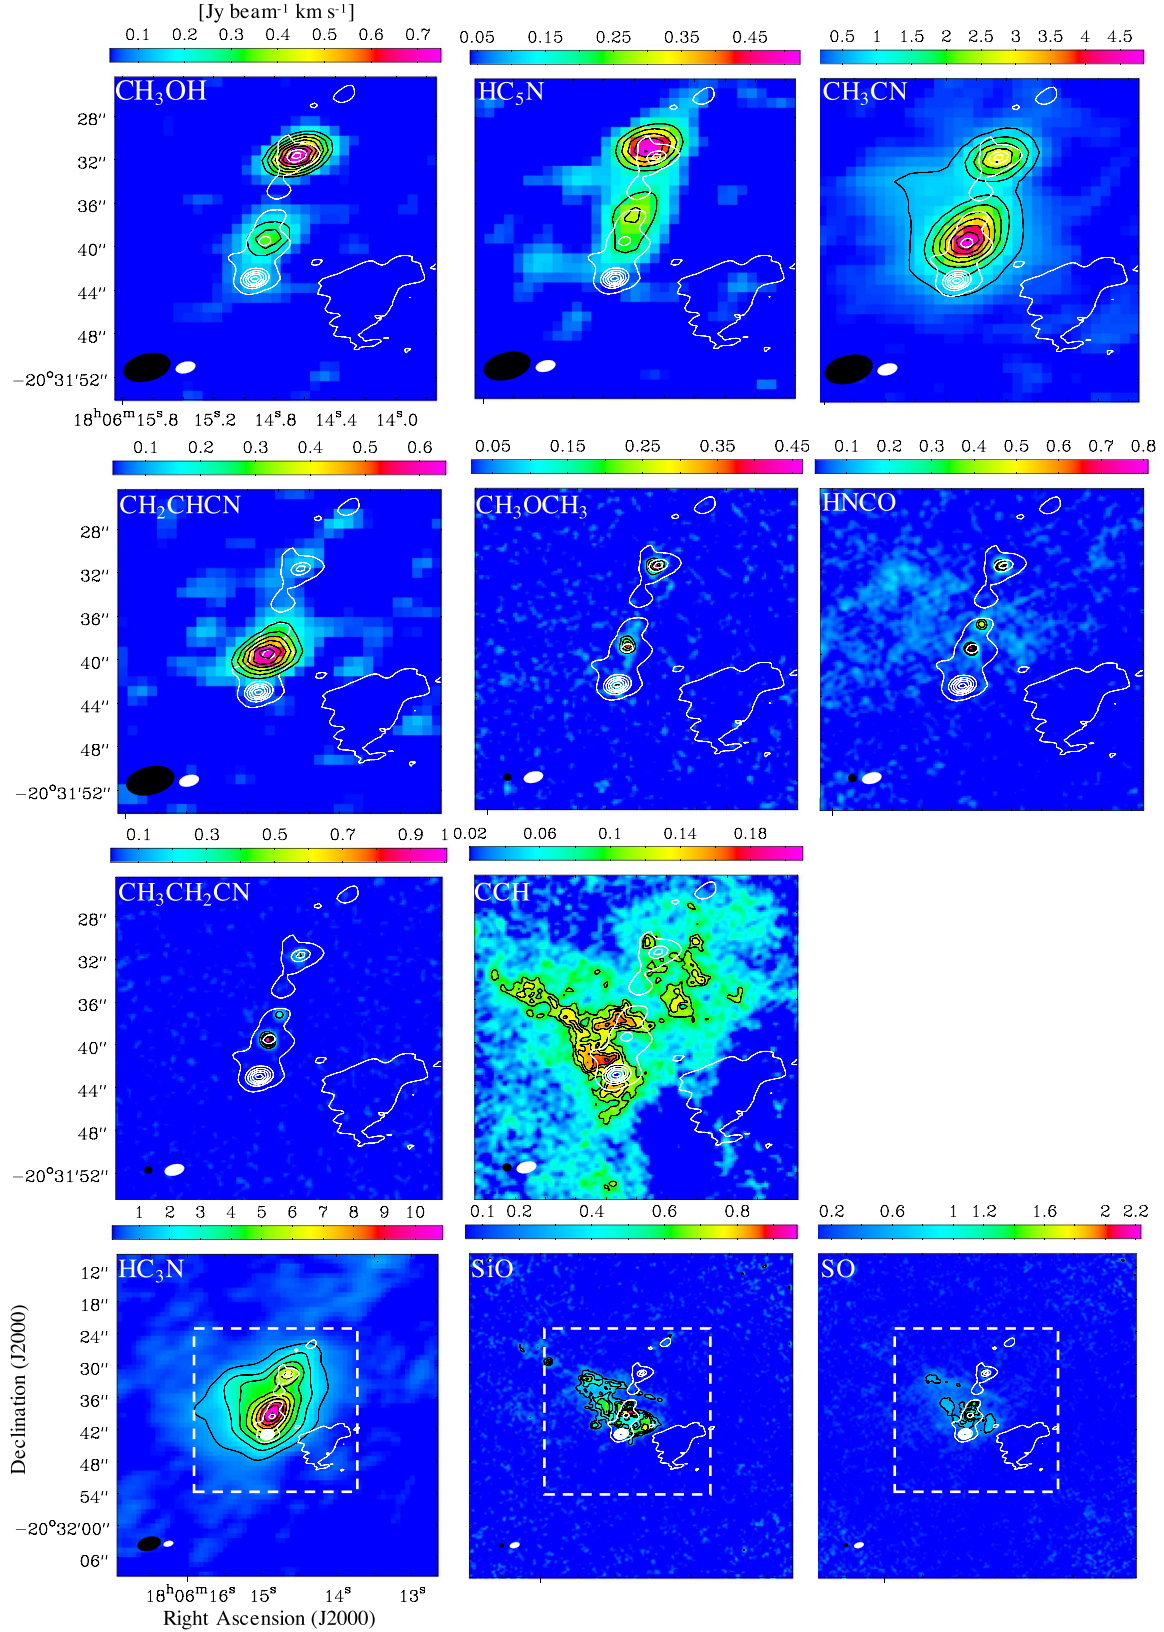 [Jy beam⁻¹ km s⁻¹]
0.1 0.2 0.3 0.4 0.5 0.6 0.7
0.05 0.15 0.25 0.35 0.45
0.5 1 2 2.5 3 4 4.5
CH₃OH
HC₅N
CH₃CN
28″
32″
36″
40″
44″
48″
−20°31′52″
18ʰ06ᵐ15ˢ.8 15ˢ.2 14ˢ.8 14ˢ.4 14ˢ.0
0.1 0.2 0.3 0.4 0.5 0.6
0.05 0.15 0.25 0.35 0.45
0.1 0.2 0.3 0.4 0.5 0.6 0.7 0.8
CH₂CHCN
CH₃OCH₃
HNCO
28″
32″
36″
40″
44″
48″
−20°31′52″
0.1 0.3 0.5 0.7 0.9 1
0.02 0.06 0.1 0.14 0.18
CH₃CH₂CN
CCH
28″
32″
36″
40″
44″
48″
−20°31′52″
1 2 3 4 5 6 7 8 9 10
0.1 0.2 0.4 0.6 0.8
0.2 0.6 1 1.2 1.6 2 2.2
HC₃N
SiO
SO
12″
18″
24″
30″
36″
42″
48″
54″
−20°32′00″
06″
Declination (J2000)
18ʰ06ᵐ16ˢ 15ˢ 14ˢ 13ˢ
Right Ascension (J2000)